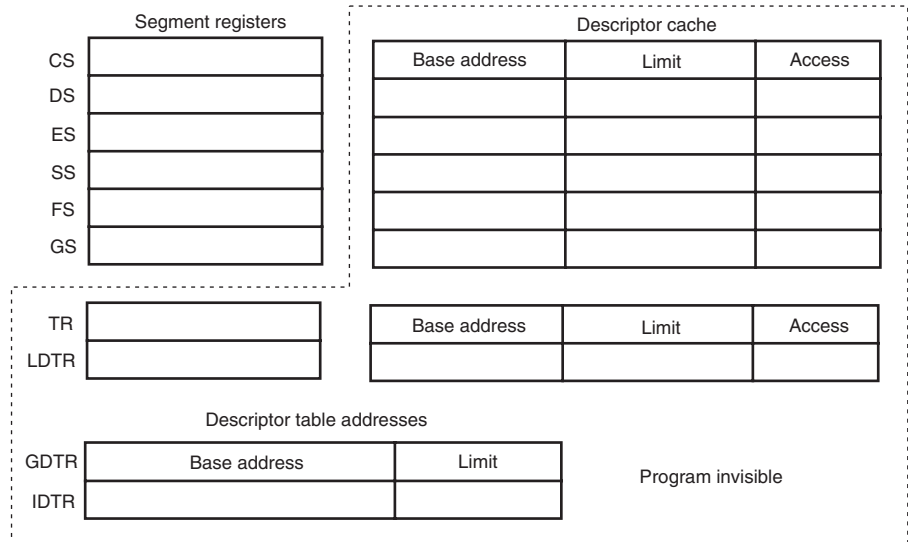 Segment registers
Descriptor cache
CS
Base address Limit Access
DS
ES
SS
FS
GS
TR
Base address Limit Access
LDTR
Descriptor table addresses
GDTR Base address Limit
Program invisible
IDTR